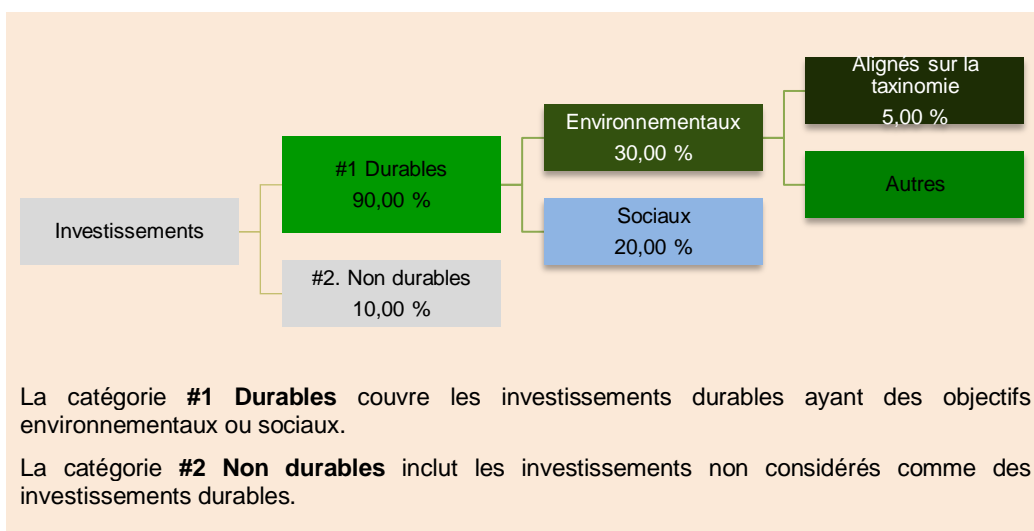 Alignés sur la
taxinomie
5,00 %
Environnementaux
30,00 %
#1 Durables
90,00 %
Autres
Investissements
Sociaux
20,00 %
#2. Non durables
10,00 %
La catégorie #1 Durables couvre les investissements durables ayant des objectifs
environnementaux ou sociaux.
La catégorie #2 Non durables inclut les investissements non considérés comme des
investissements durables.